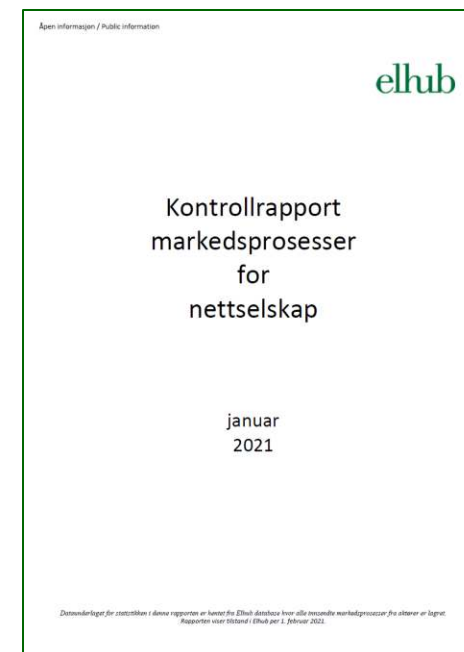 Åpen informasjon / Public information
elhub
Kontrollrapport
markedsprosesser
for
nettselskap
januar
2021
Datagrunnlaget for statistikken i denne rapporten er hentet fra Elhub database hvor alle innsendte markedsprosesser fra aktører er lagret.
Rapporten viser tilstand i Elhub per 1. februar 2021.